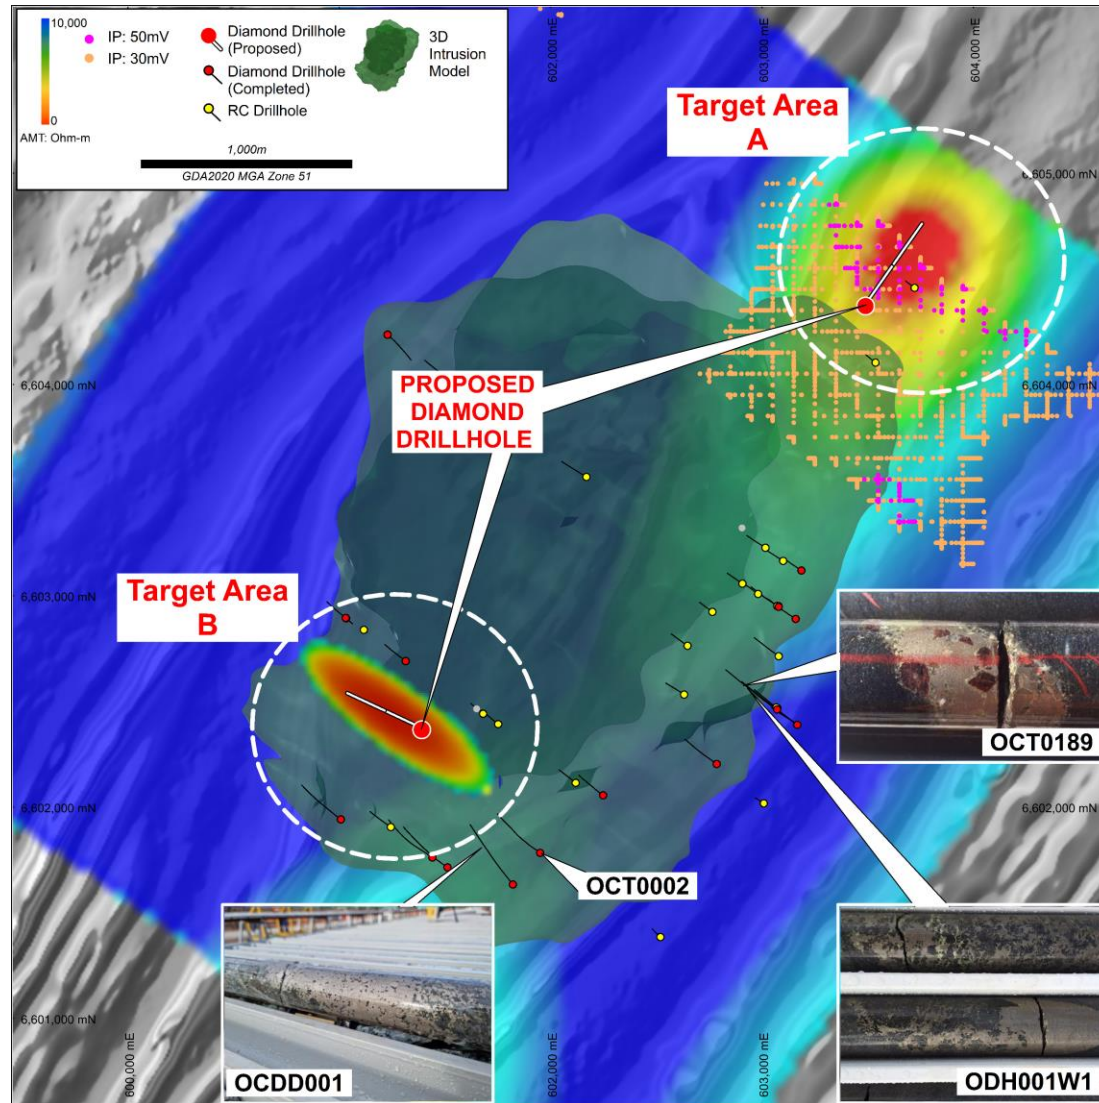 10,000
0
AMT: Ohm-m
IP: 50mV
IP: 30mV
Diamond Drillhole
(Proposed)
Diamond Drillhole
(Completed)
RC Drillhole
3D
Intrusion
Model
1,000m
GDA2020 MGA Zone 51
602,000 mE
603,000 mE
604,000 mE
Target Area
A
6,605,000 mN
6,604,000 mN
6,604,000 mN
PROPOSED
DIAMOND
DRILLHOLE
Target Area
B
6,603,000 mN
OCT0189
6,602,000 mN
6,602,000 mN
OCT0002
OCDD001
6,601,000 mN
600,000 mE
602,000 mE
603,000 mE
ODH001W1